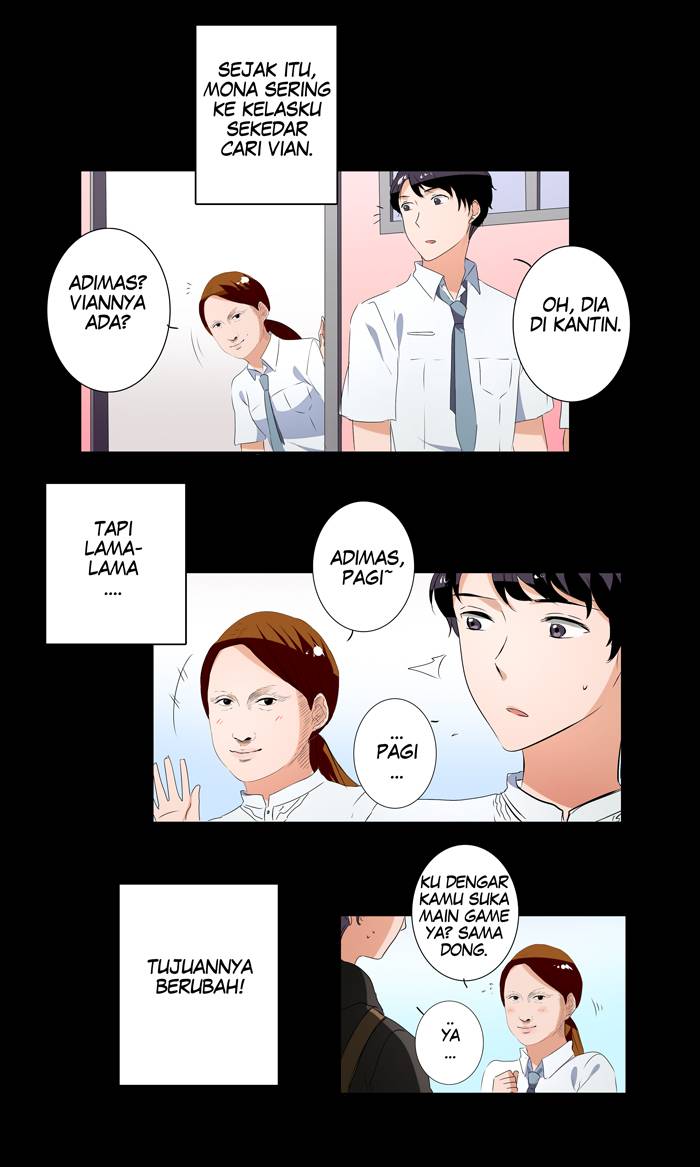 SEJAK ITU,
MONA SERING
KE KELASKU
SEKEDAR
CARI VIAN.
ADIMAS?
VIANNYA
ADA?
OH, DIA
DI KANTIN.
TAPI
LAMA-
LAMA
....
ADIMAS,
PAGI~
...
PAGI
...
TUJUANNYA
BERUBAH!
KU DENGAR
KAMU SUKA
MAIN GAME
YA? SAMA
DONG.
..
YA
...